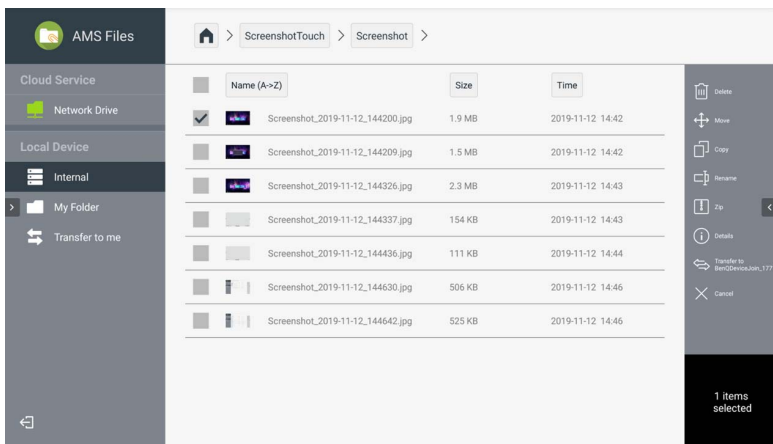 AMS Files
ScreenshotTouch
Screenshot
Cloud Service
Network Drive
Local Device
Internal
My Folder
Transfer to me
Name (A->Z)
Size
Time
Screenshot_2019-11-12_144200.jpg 1.9 MB 2019-11-12 14:42
Screenshot_2019-11-12_144209.jpg 1.5 MB 2019-11-12 14:42
Screenshot_2019-11-12_144326.jpg 2.3 MB 2019-11-12 14:43
Screenshot_2019-11-12_144337.jpg 154 KB 2019-11-12 14:43
Screenshot_2019-11-12_144436.jpg 111 KB 2019-11-12 14:44
Screenshot_2019-11-12_144630.jpg 506 KB 2019-11-12 14:46
Screenshot_2019-11-12_144642.jpg 525 KB 2019-11-12 14:46
Delete
Move
Copy
Rename
Zip
Details
Transfer to
BenQDeviceJoin_177
Cancel
1 items
selected